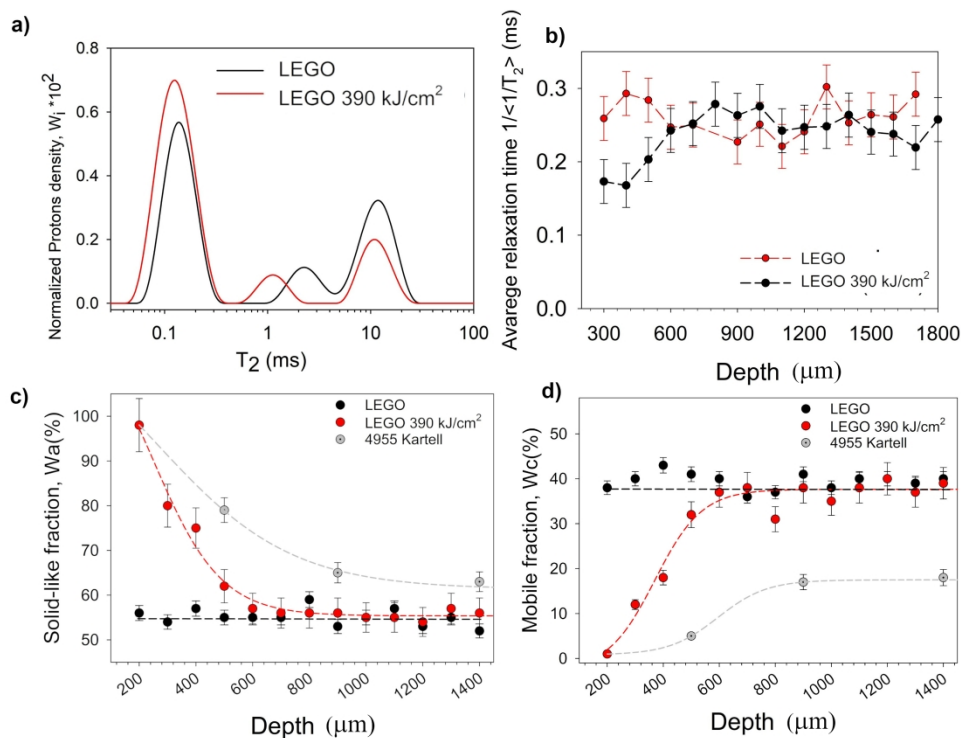 a)
Normalized Protons density, Wi *10²
0.8
0.6
0.4
0.2
0.0
LEGO
LEGO 390 kJ/cm²
0.1 1 10 100
T₂ (ms)
b)
Avarege relaxation time 1/<1/T₂> (ms)
0.3
0.2
0.1
0.0
LEGO
LEGO 390 kJ/cm²
300 600 900 1200 1500 1800
Depth (μm)
c)
Solid-like fraction, Wa(%)
100
90
80
70
60
50
LEGO
LEGO 390 kJ/cm²
4955 Kartell
200 400 600 800 1000 1200 1400
Depth (μm)
d)
Mobile fraction, Wc(%)
50
40
30
20
10
0
LEGO
LEGO 390 kJ/cm²
4955 Kartell
200 400 600 800 1000 1200 1400
Depth (μm)